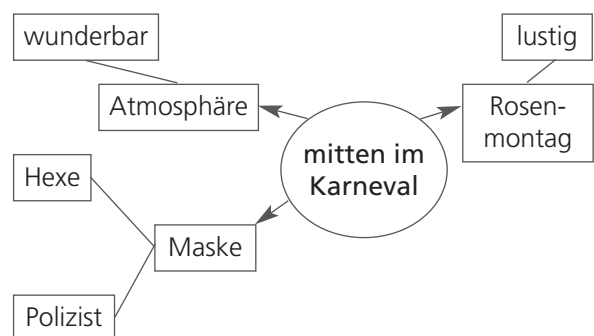 wunderbar
lustig
Atmosphäre
Rosen-
montag
mitten im
Karneval
Hexe
Maske
Polizist